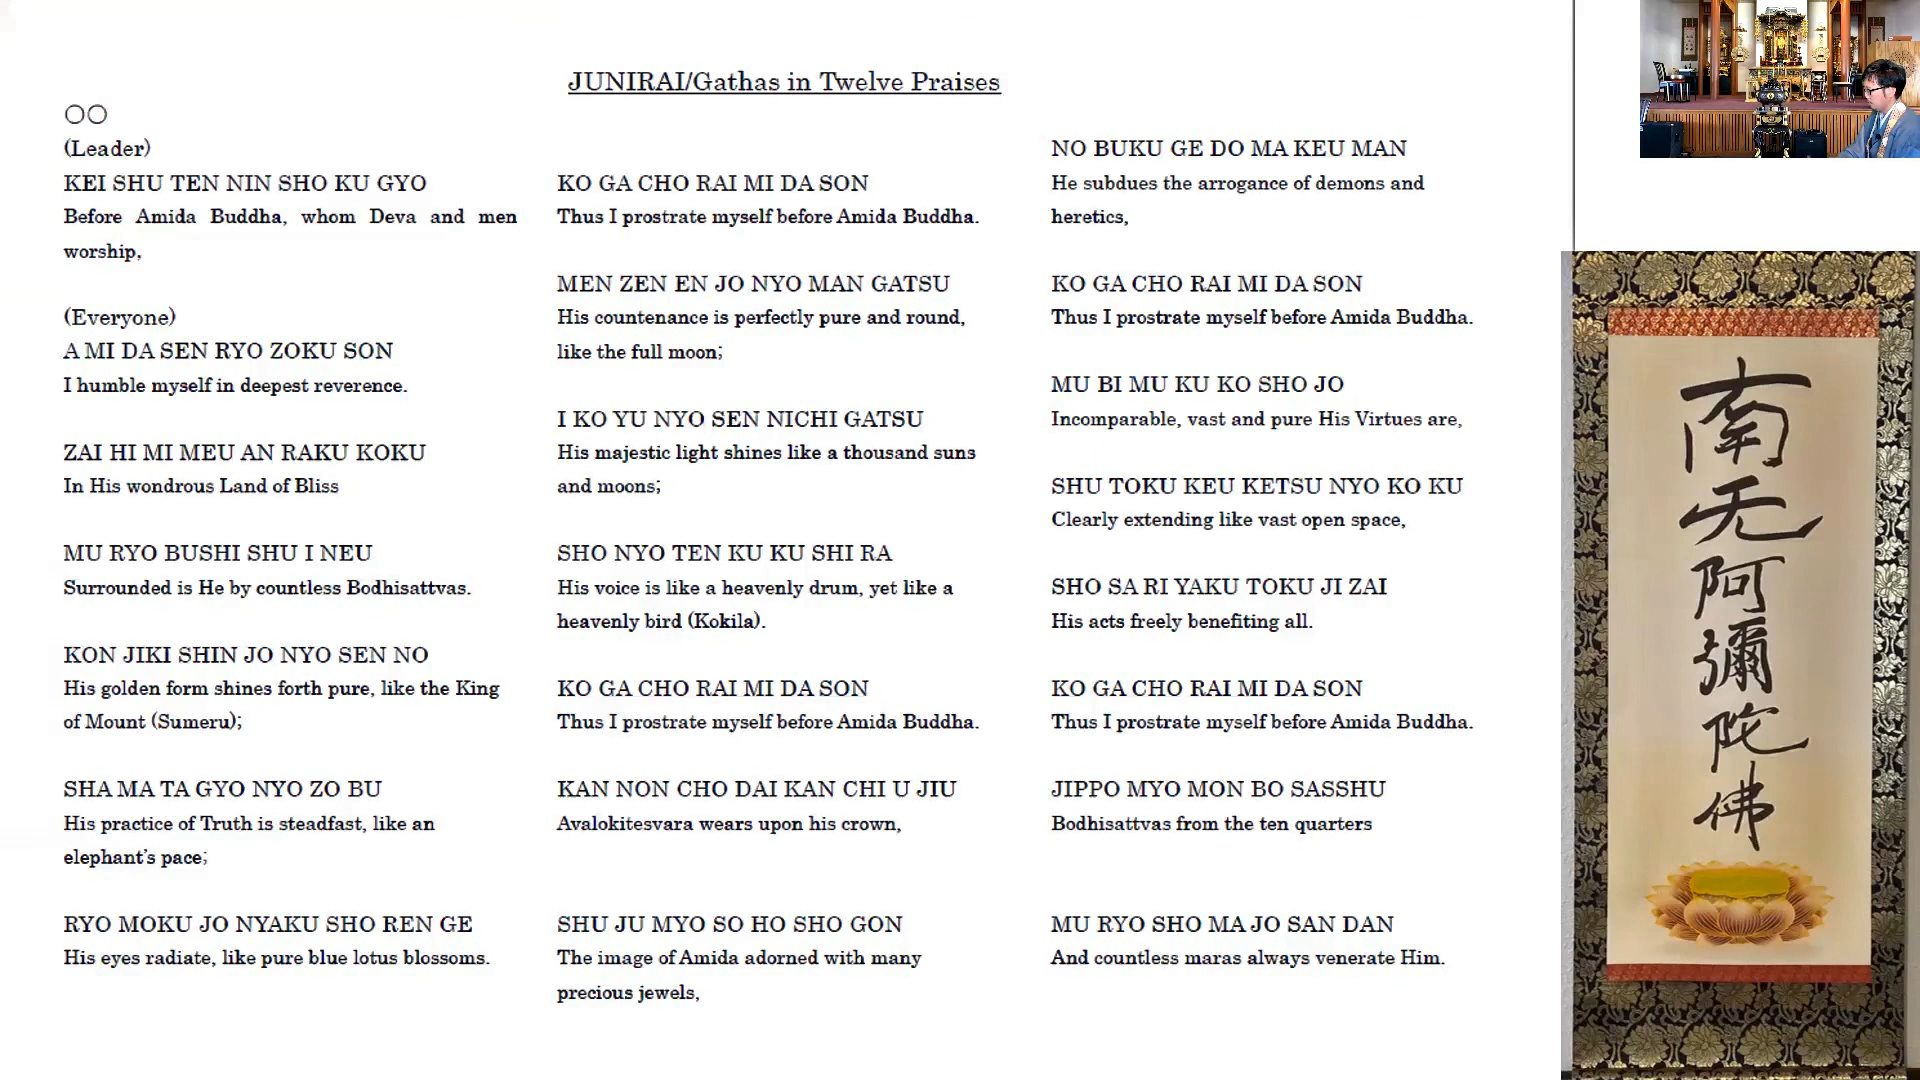 JUNIRAI/Gathas in Twelve Praises
○○
(Leader)
KEI SHU TEN NIN SHO KU GYO
Before Amida Buddha, whom Deva and men
worship,
(Everyone)
A MI DA SEN RYO ZOKU SON
I humble myself in deepest reverence.
ZAI HI MI MEU AN RAKU KOKU
In His wondrous Land of Bliss
MU RYO BUSHI SHU I NEU
Surrounded is He by countless Bodhisattvas.
KON JIKI SHIN JO NYO SEN NO
His golden form shines forth pure, like the King
of Mount (Sumeru);
SHA MA TA GYO NYO ZO BU
His practice of Truth is steadfast, like an
elephant's pace;
RYO MOKU JO NYAKU SHO REN GE
His eyes radiate, like pure blue lotus blossoms.
KO GA CHO RAI MI DA SON
Thus I prostrate myself before Amida Buddha.
MEN ZEN EN JO NYO MAN GATSU
His countenance is perfectly pure and round,
like the full moon;
I KO YU NYO SEN NICHI GATSU
His majestic light shines like a thousand suns
and moons;
SHO NYO TEN KU KU SHI RA
His voice is like a heavenly drum, yet like a
heavenly bird (Kokila).
KO GA CHO RAI MI DA SON
Thus I prostrate myself before Amida Buddha.
KAN NON CHO DAI KAN CHI U JIU
Avalokitesvara wears upon his crown,
SHU JU MYO SO HO SHO GON
The image of Amida adorned with many
precious jewels,
NO BUKU GE DO MA KEU MAN
He subdues the arrogance of demons and
heretics,
KO GA CHO RAI MI DA SON
Thus I prostrate myself before Amida Buddha.
MU BI MU KU KO SHO JO
Incomparable, vast and pure His Virtues are,
SHU TOKU KEU KETSU NYO KO KU
Clearly extending like vast open space,
SHO SA RI YAKU TOKU JI ZAI
His acts freely benefiting all.
KO GA CHO RAI MI DA SON
Thus I prostrate myself before Amida Buddha.
JIPPO MYO MON BO SASSHU
Bodhisattvas from the ten quarters
MU RYO SHO MA JO SAN DAN
And countless maras always venerate Him.
南无阿彌陀佛